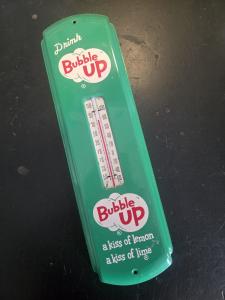 Drink
Bubble
UP
®
Bubble
UP
®
a kiss of lemon
a kiss of lime